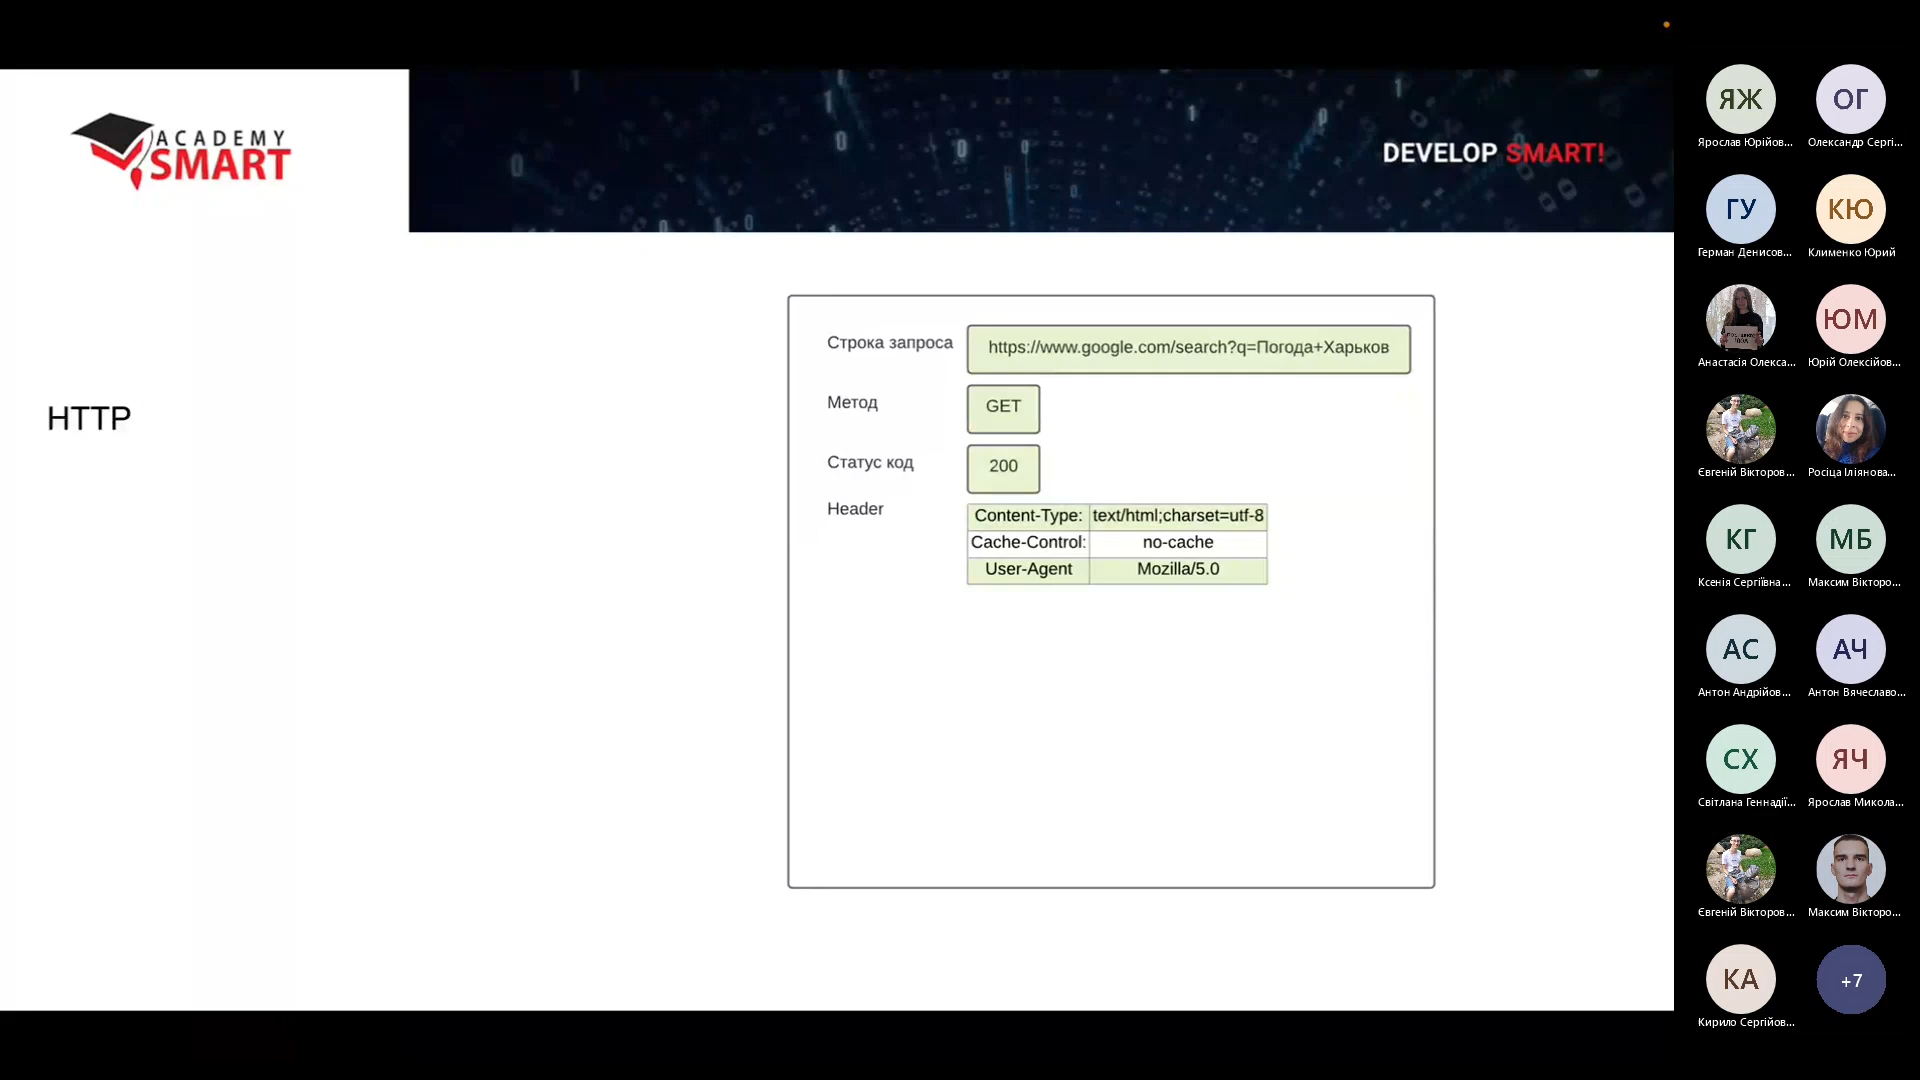 ACADEMY
SMART
DEVELOP SMART!
HTTP
Строка запроса
https://www.google.com/search?q=Погода+Харьков
Метод
GET
Статус код
200
Header
Content-Type: text/html;charset=utf-8
Cache-Control: no-cache
User-Agent Mozilla/5.0
ЯЖ ОГ
Ярослав Юрійов... Олександр Сергі...
ГУ КЮ
Герман Денисов... Клименко Юрий
ЮМ
Анастасія Олекса... Юрій Олексійов...
Євгеній Вікторов... Росіца Іліянова...
КГ МБ
Ксенія Сергіївна... Максим Вікторо...
АС АЧ
Антон Андрійов... Антон Вячеславо...
СХ ЯЧ
Світлана Геннадії... Ярослав Микола...
Євгеній Вікторов... Максим Вікторо...
КА +7
Кирило Сергійов...